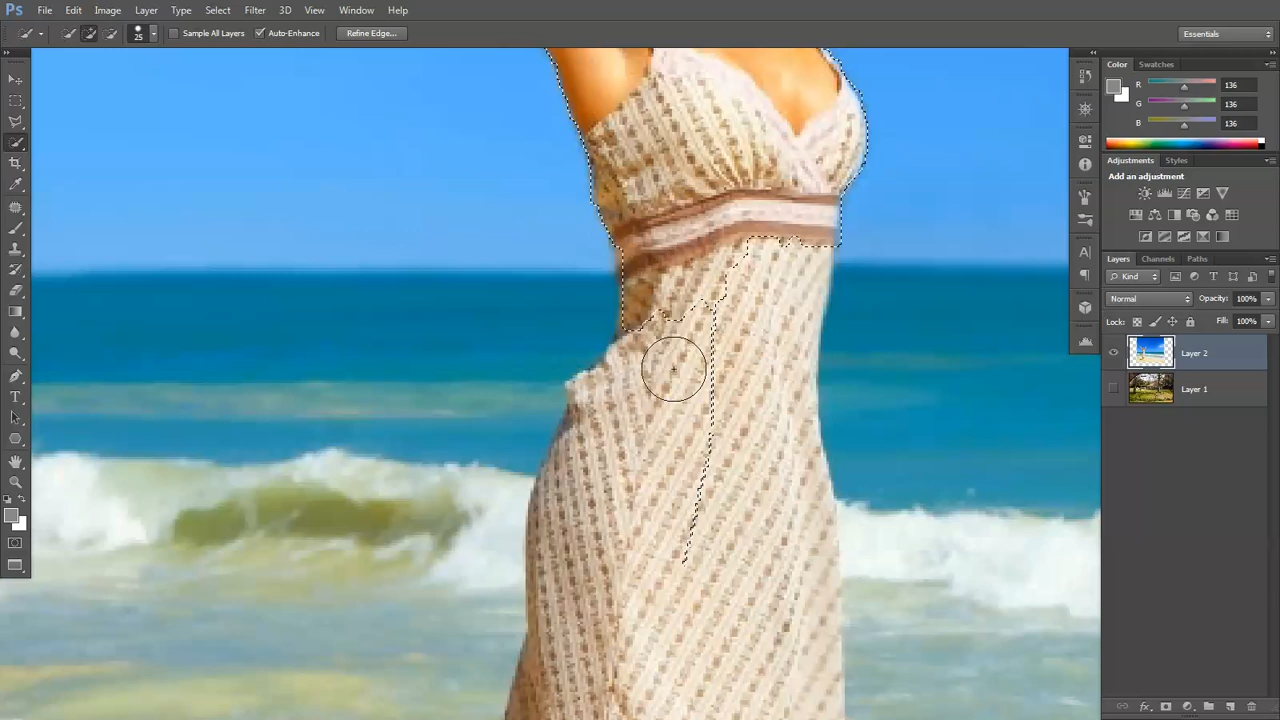 Ps File Edit Image Layer Type Select Filter 3D View Window Help
25 Sample All Layers Auto-Enhance Refine Edge... Essentials
Color Swatches
R 136
G 136
B 136
Adjustments Styles
Add an adjustment
Layers Channels Paths
Kind
Normal Opacity: 100%
Lock: Fill: 100%
Layer 2
Layer 1